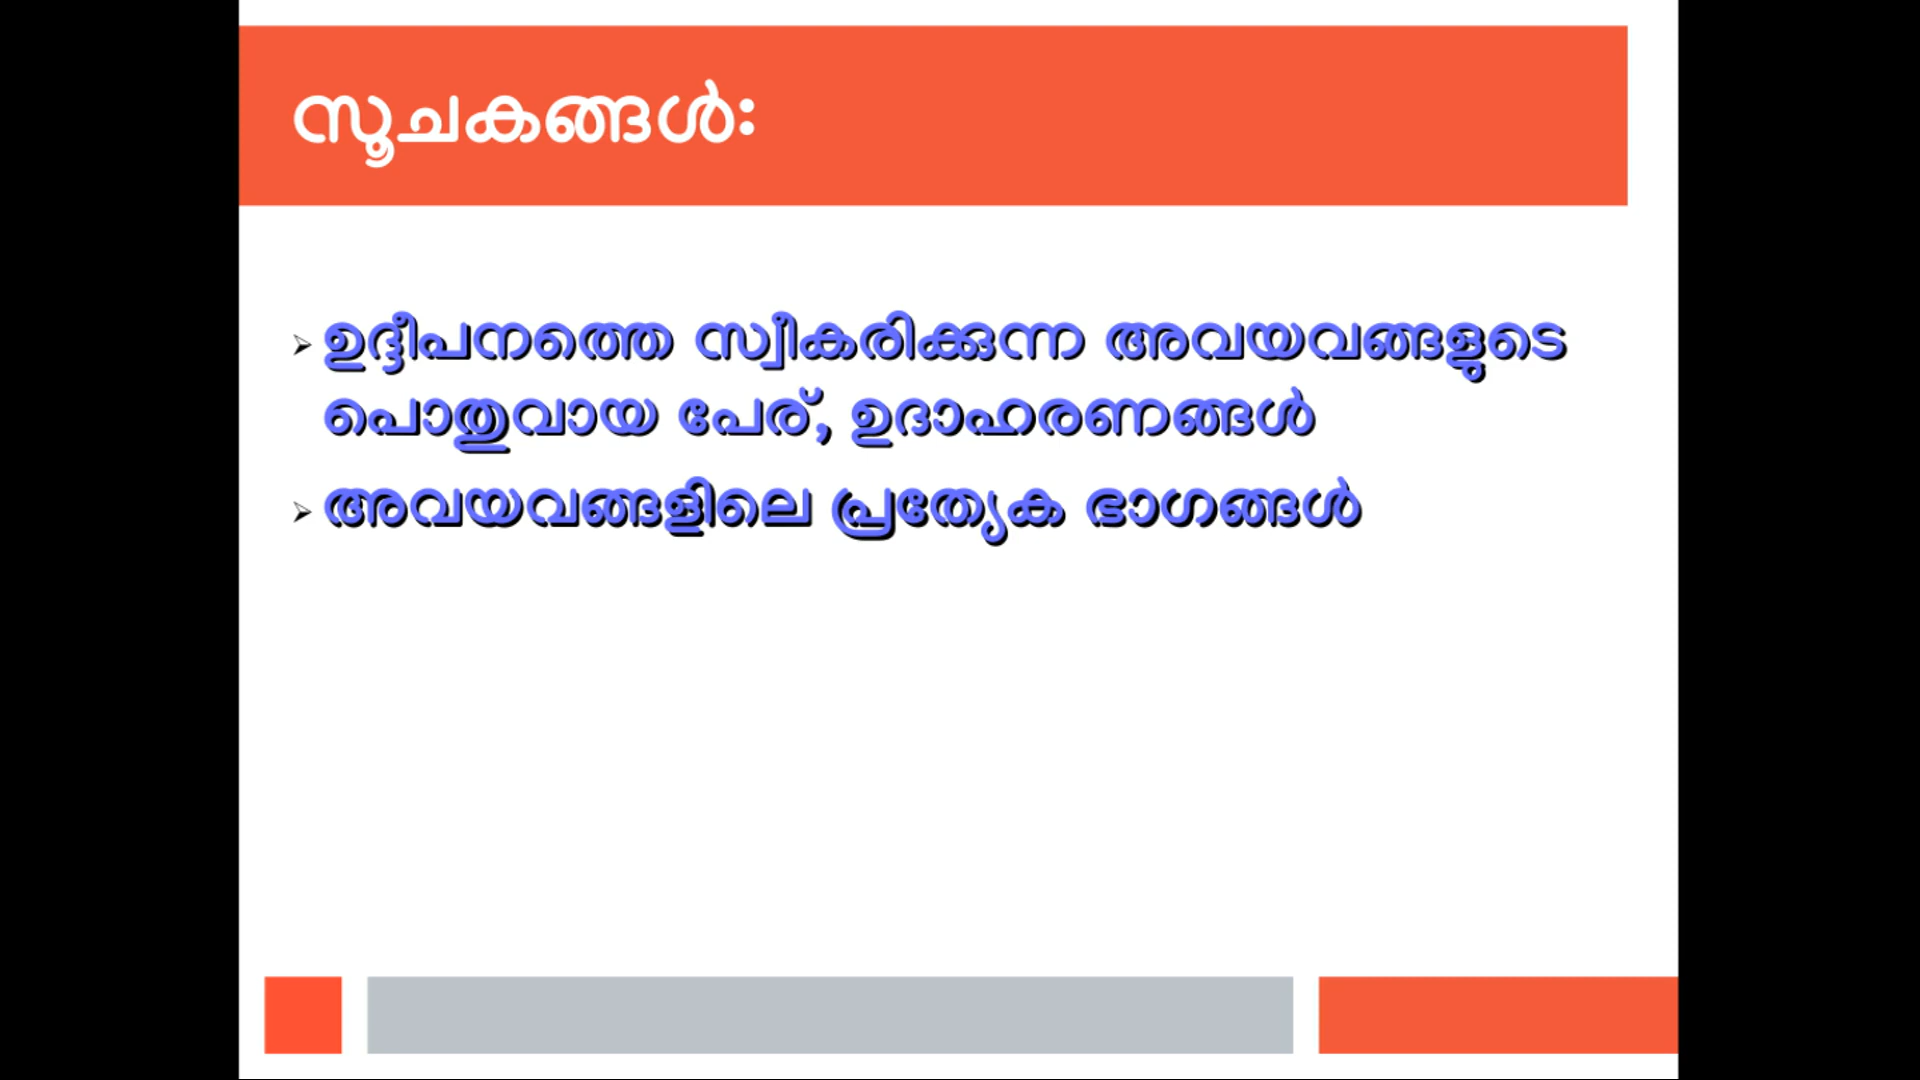 സൂചകങ്ങൾ:
ഉദ്ദീപനത്തെ സ്വീകരിക്കുന്ന അവയവങ്ങളുടെ
പൊതുവായ പേര്, ഉദാഹരണങ്ങൾ
അവയവങ്ങളിലെ പ്രത്യേക ഭാഗങ്ങൾ